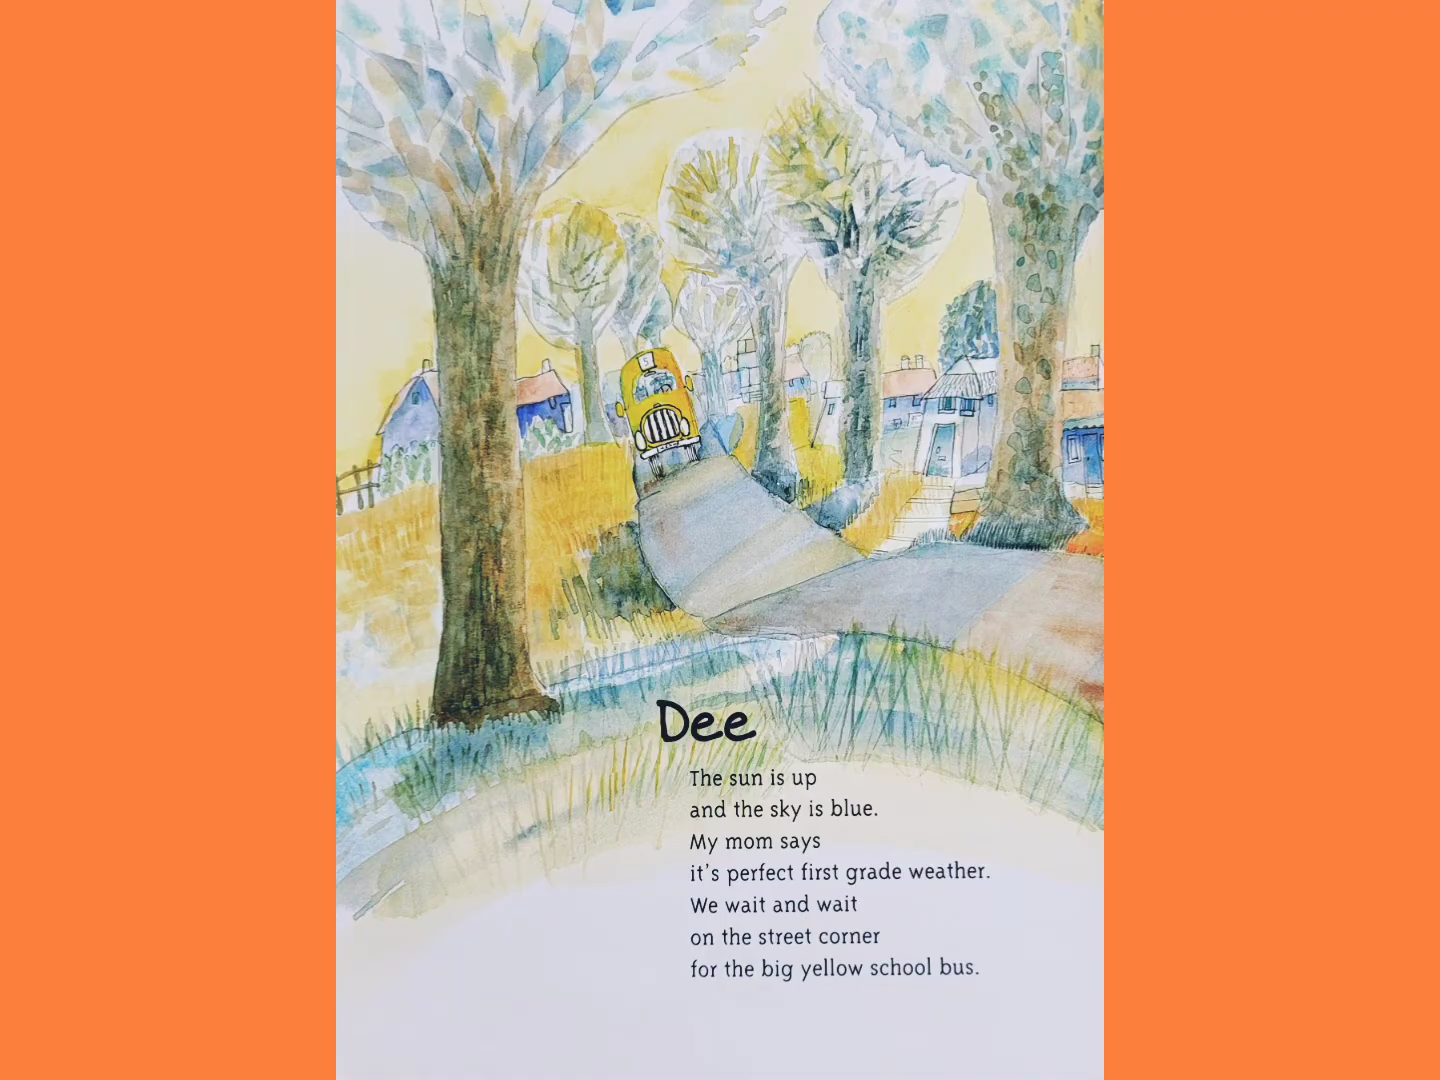 Dee
The sun is up
and the sky is blue.
My mom says
it's perfect first grade weather.
We wait and wait
on the street corner
for the big yellow school bus.